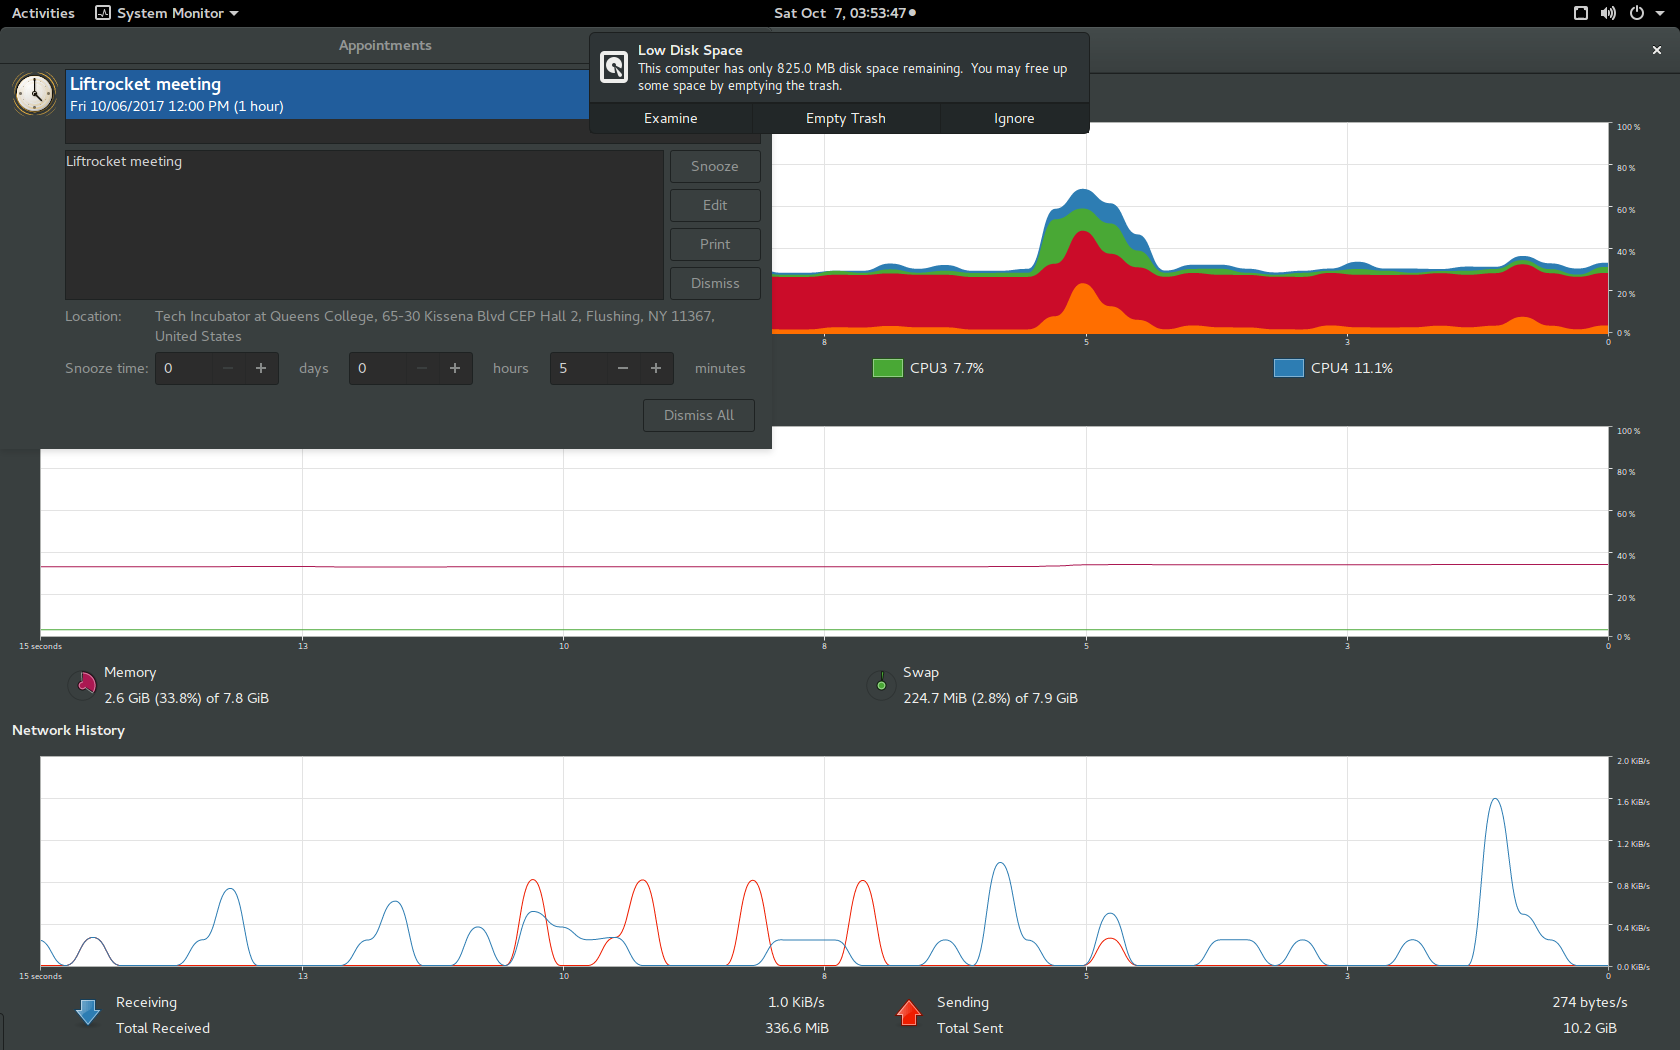 Activities
System Monitor
Sat Oct  7, 03:53:47
Appointments
Liftrocket meeting
Fri 10/06/2017 12:00 PM (1 hour)
Low Disk Space
This computer has only 825.0 MB disk space remaining.  You may free up
some space by emptying the trash.
Examine
Empty Trash
Ignore
Liftrocket meeting
Snooze
Edit
Print
Dismiss
Location:
Tech Incubator at Queens College, 65-30 Kissena Blvd CEP Hall 2, Flushing, NY 11367,
United States
Snooze time:
0 − +
days
0 − +
hours
5 − +
minutes
Dismiss All
100 %
80 %
60 %
40 %
20 %
0 %
8
5
3
0
CPU3 7.7%
CPU4 11.1%
100 %
80 %
60 %
40 %
20 %
0 %
15 seconds
13
10
8
5
3
0
Memory
2.6 GiB (33.8%) of 7.8 GiB
Swap
224.7 MiB (2.8%) of 7.9 GiB
Network History
2.0 KiB/s
1.6 KiB/s
1.2 KiB/s
0.8 KiB/s
0.4 KiB/s
0.0 KiB/s
15 seconds
13
10
8
5
3
0
Receiving
1.0 KiB/s
Total Received
336.6 MiB
Sending
274 bytes/s
Total Sent
10.2 GiB